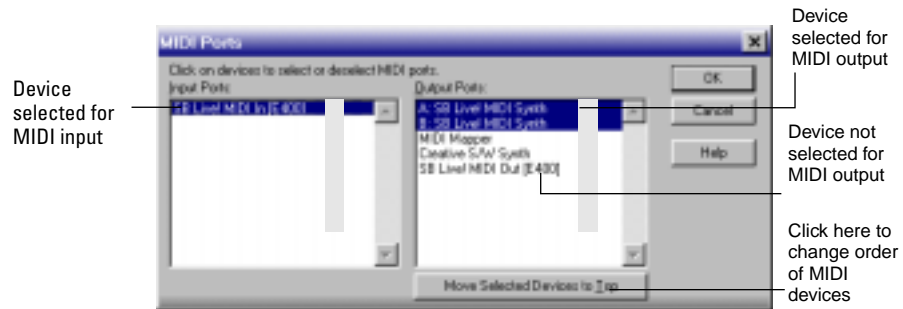 MIDI Ports
Click on devices to select or deselect MIDI ports.
Input Ports:
SB Live! MIDI In [E400]
Output Ports:
A: SB Live! MIDI Synth
B: SB Live! MIDI Synth
MIDI Mapper
Creative S/W Synth
SB Live! MIDI Out [E400]
OK
Cancel
Help
Move Selected Devices to Top
Device
selected for
MIDI input
Device
selected for
MIDI output
Device not
selected for
MIDI output
Click here to
change order
of MIDI
devices